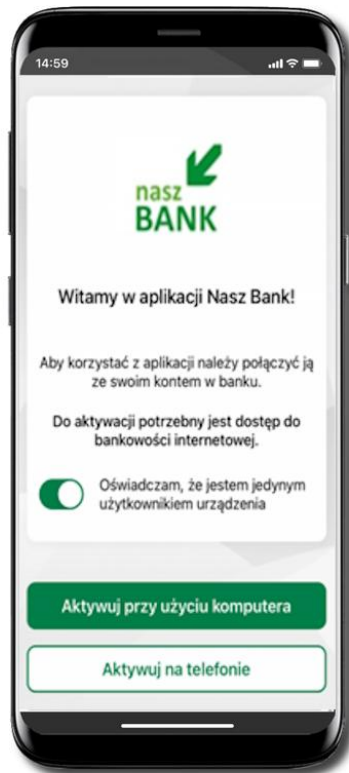 14:59
nasz
BANK
Witamy w aplikacji Nasz Bank!
Aby korzystać z aplikacji należy połączyć ją
ze swoim kontem w banku.
Do aktywacji potrzebny jest dostęp do
bankowości internetowej.
Oświadczam, że jestem jedynym
użytkownikiem urządzenia
Aktywuj przy użyciu komputera
Aktywuj na telefonie